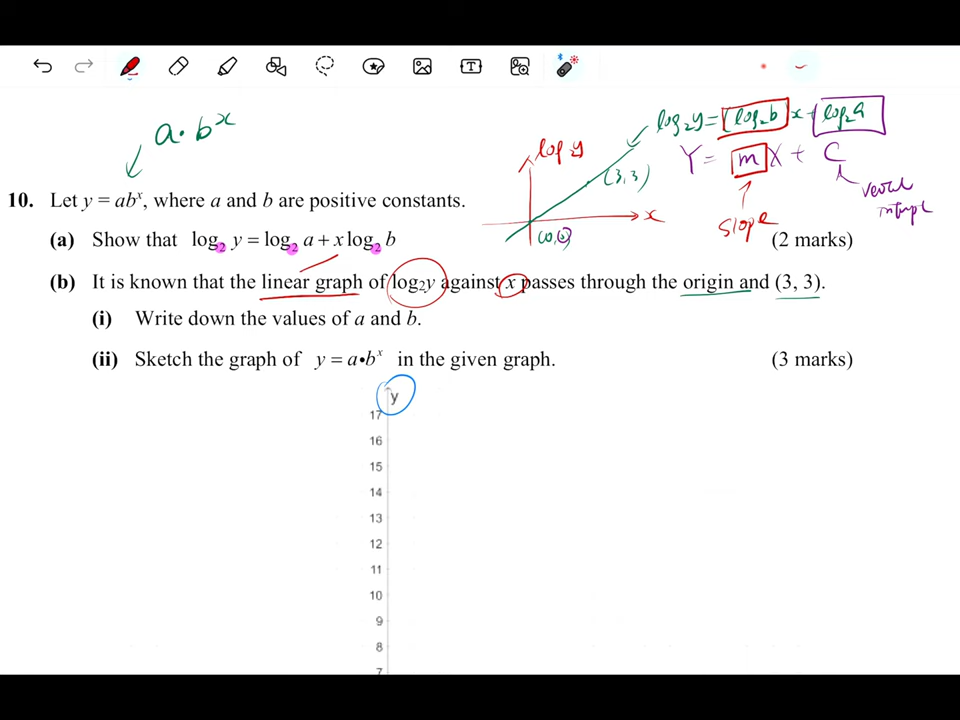 a·b^x
log₂y = (log₂b)x + log₂a
Y = mX + C
slope
log y
(3, 3)
x
(0,0)
10. Let y = ab^x, where a and b are positive constants.
(a) Show that log₂ y = log₂ a + x log₂ b (2 marks)
(b) It is known that the linear graph of log₂y against x passes through the origin and (3, 3).
(i) Write down the values of a and b.
(ii) Sketch the graph of y = a•b^x in the given graph. (3 marks)
y
17
16
15
14
13
12
11
10
9
8
7